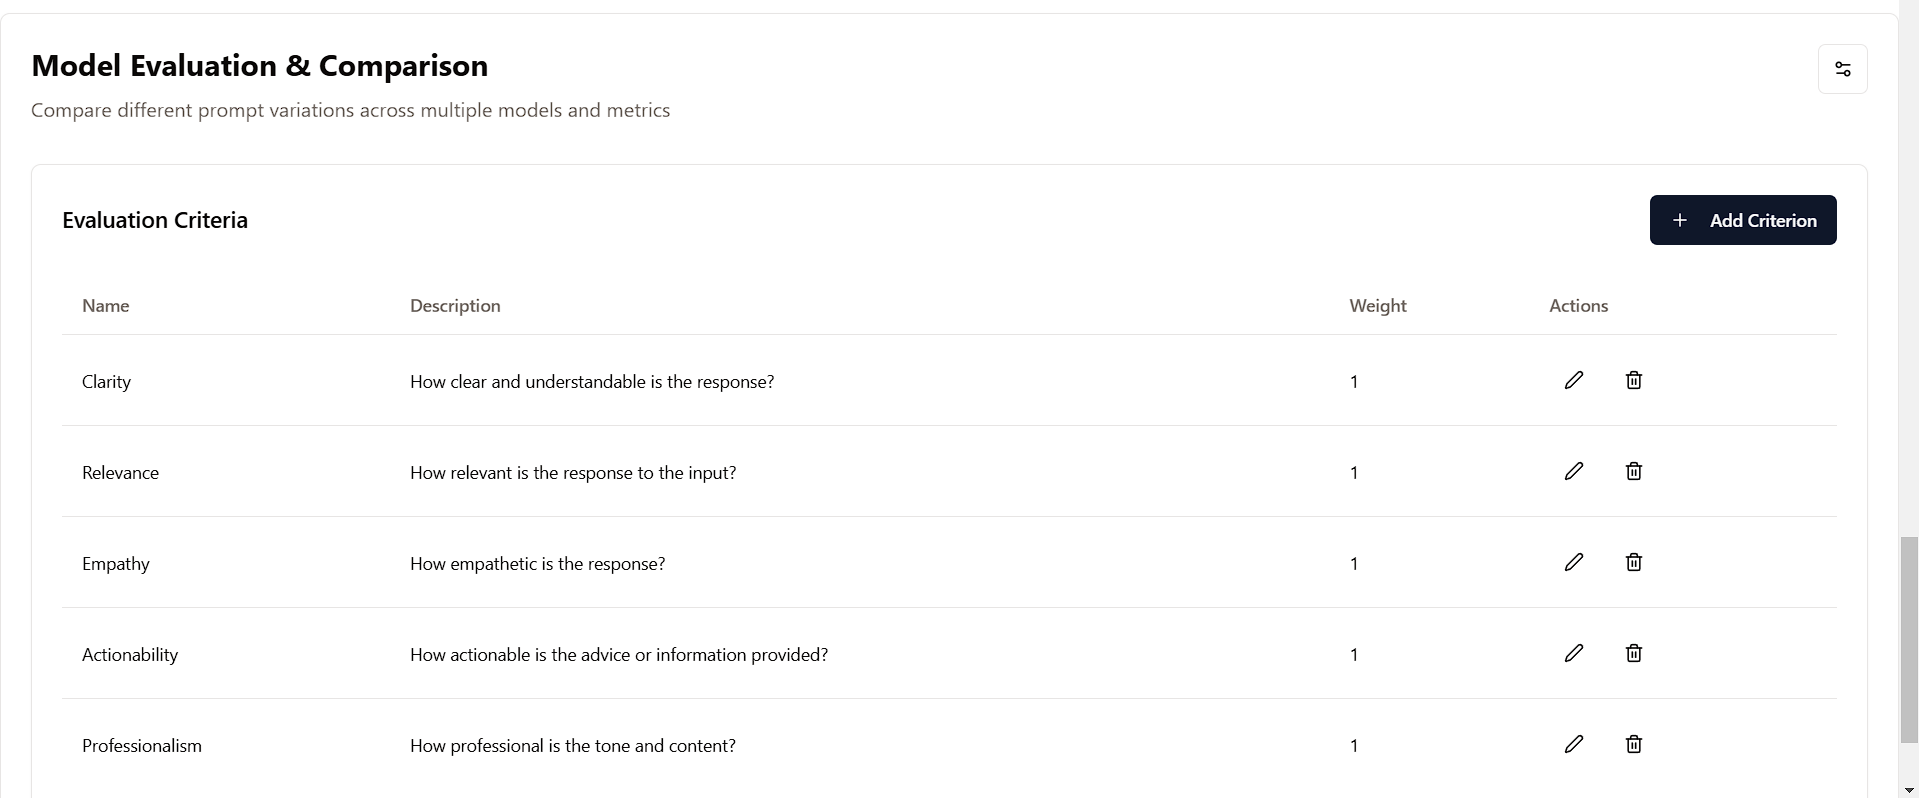 Model Evaluation & Comparison
Compare different prompt variations across multiple models and metrics
Evaluation Criteria
Add Criterion
Name Description Weight Actions
Clarity How clear and understandable is the response? 1
Relevance How relevant is the response to the input? 1
Empathy How empathetic is the response? 1
Actionability How actionable is the advice or information provided? 1
Professionalism How professional is the tone and content? 1